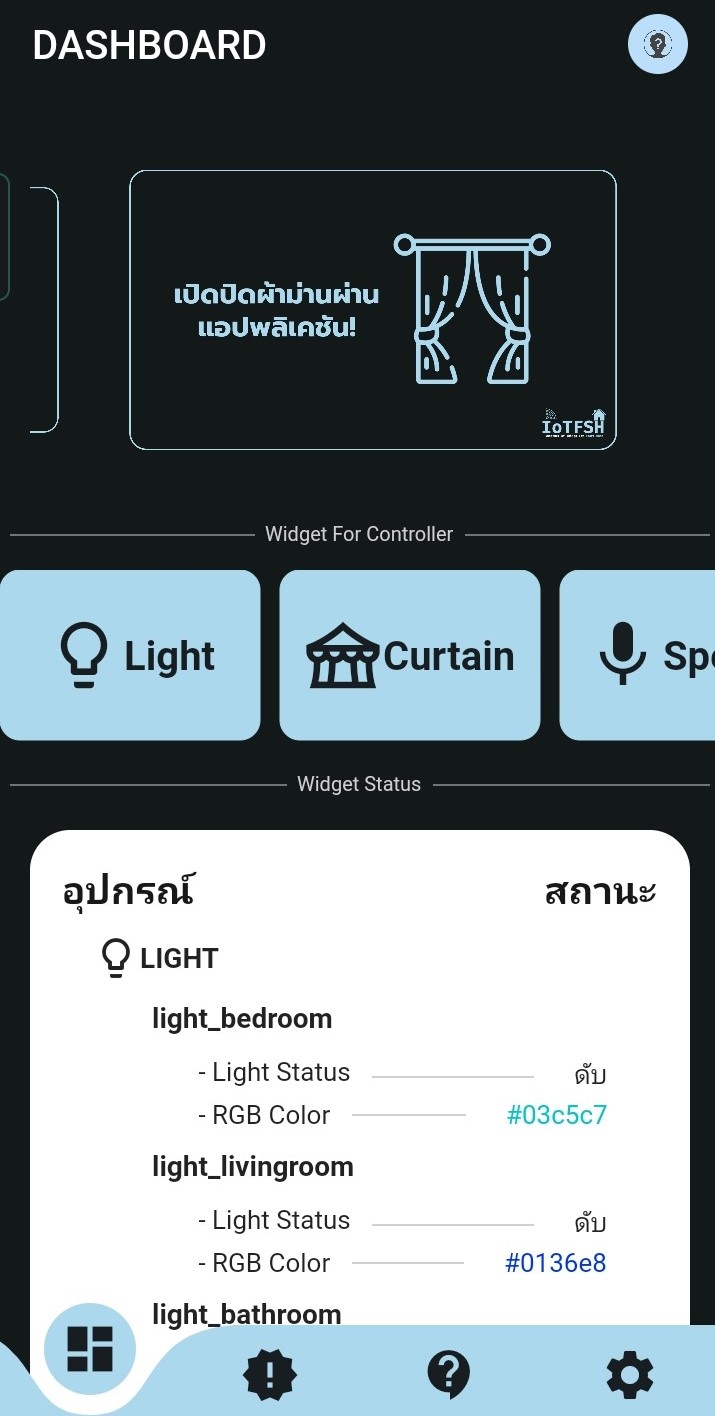 DASHBOARD
เปิดปิดผ้าม่านผ่าน
แอปพลิเคชัน!
IoTFSH
Widget For Controller
Light
Curtain
Widget Status
อุปกรณ์ สถานะ
LIGHT
light_bedroom
- Light Status ดับ
- RGB Color #03c5c7
light_livingroom
- Light Status ดับ
- RGB Color #0136e8
light_bathroom